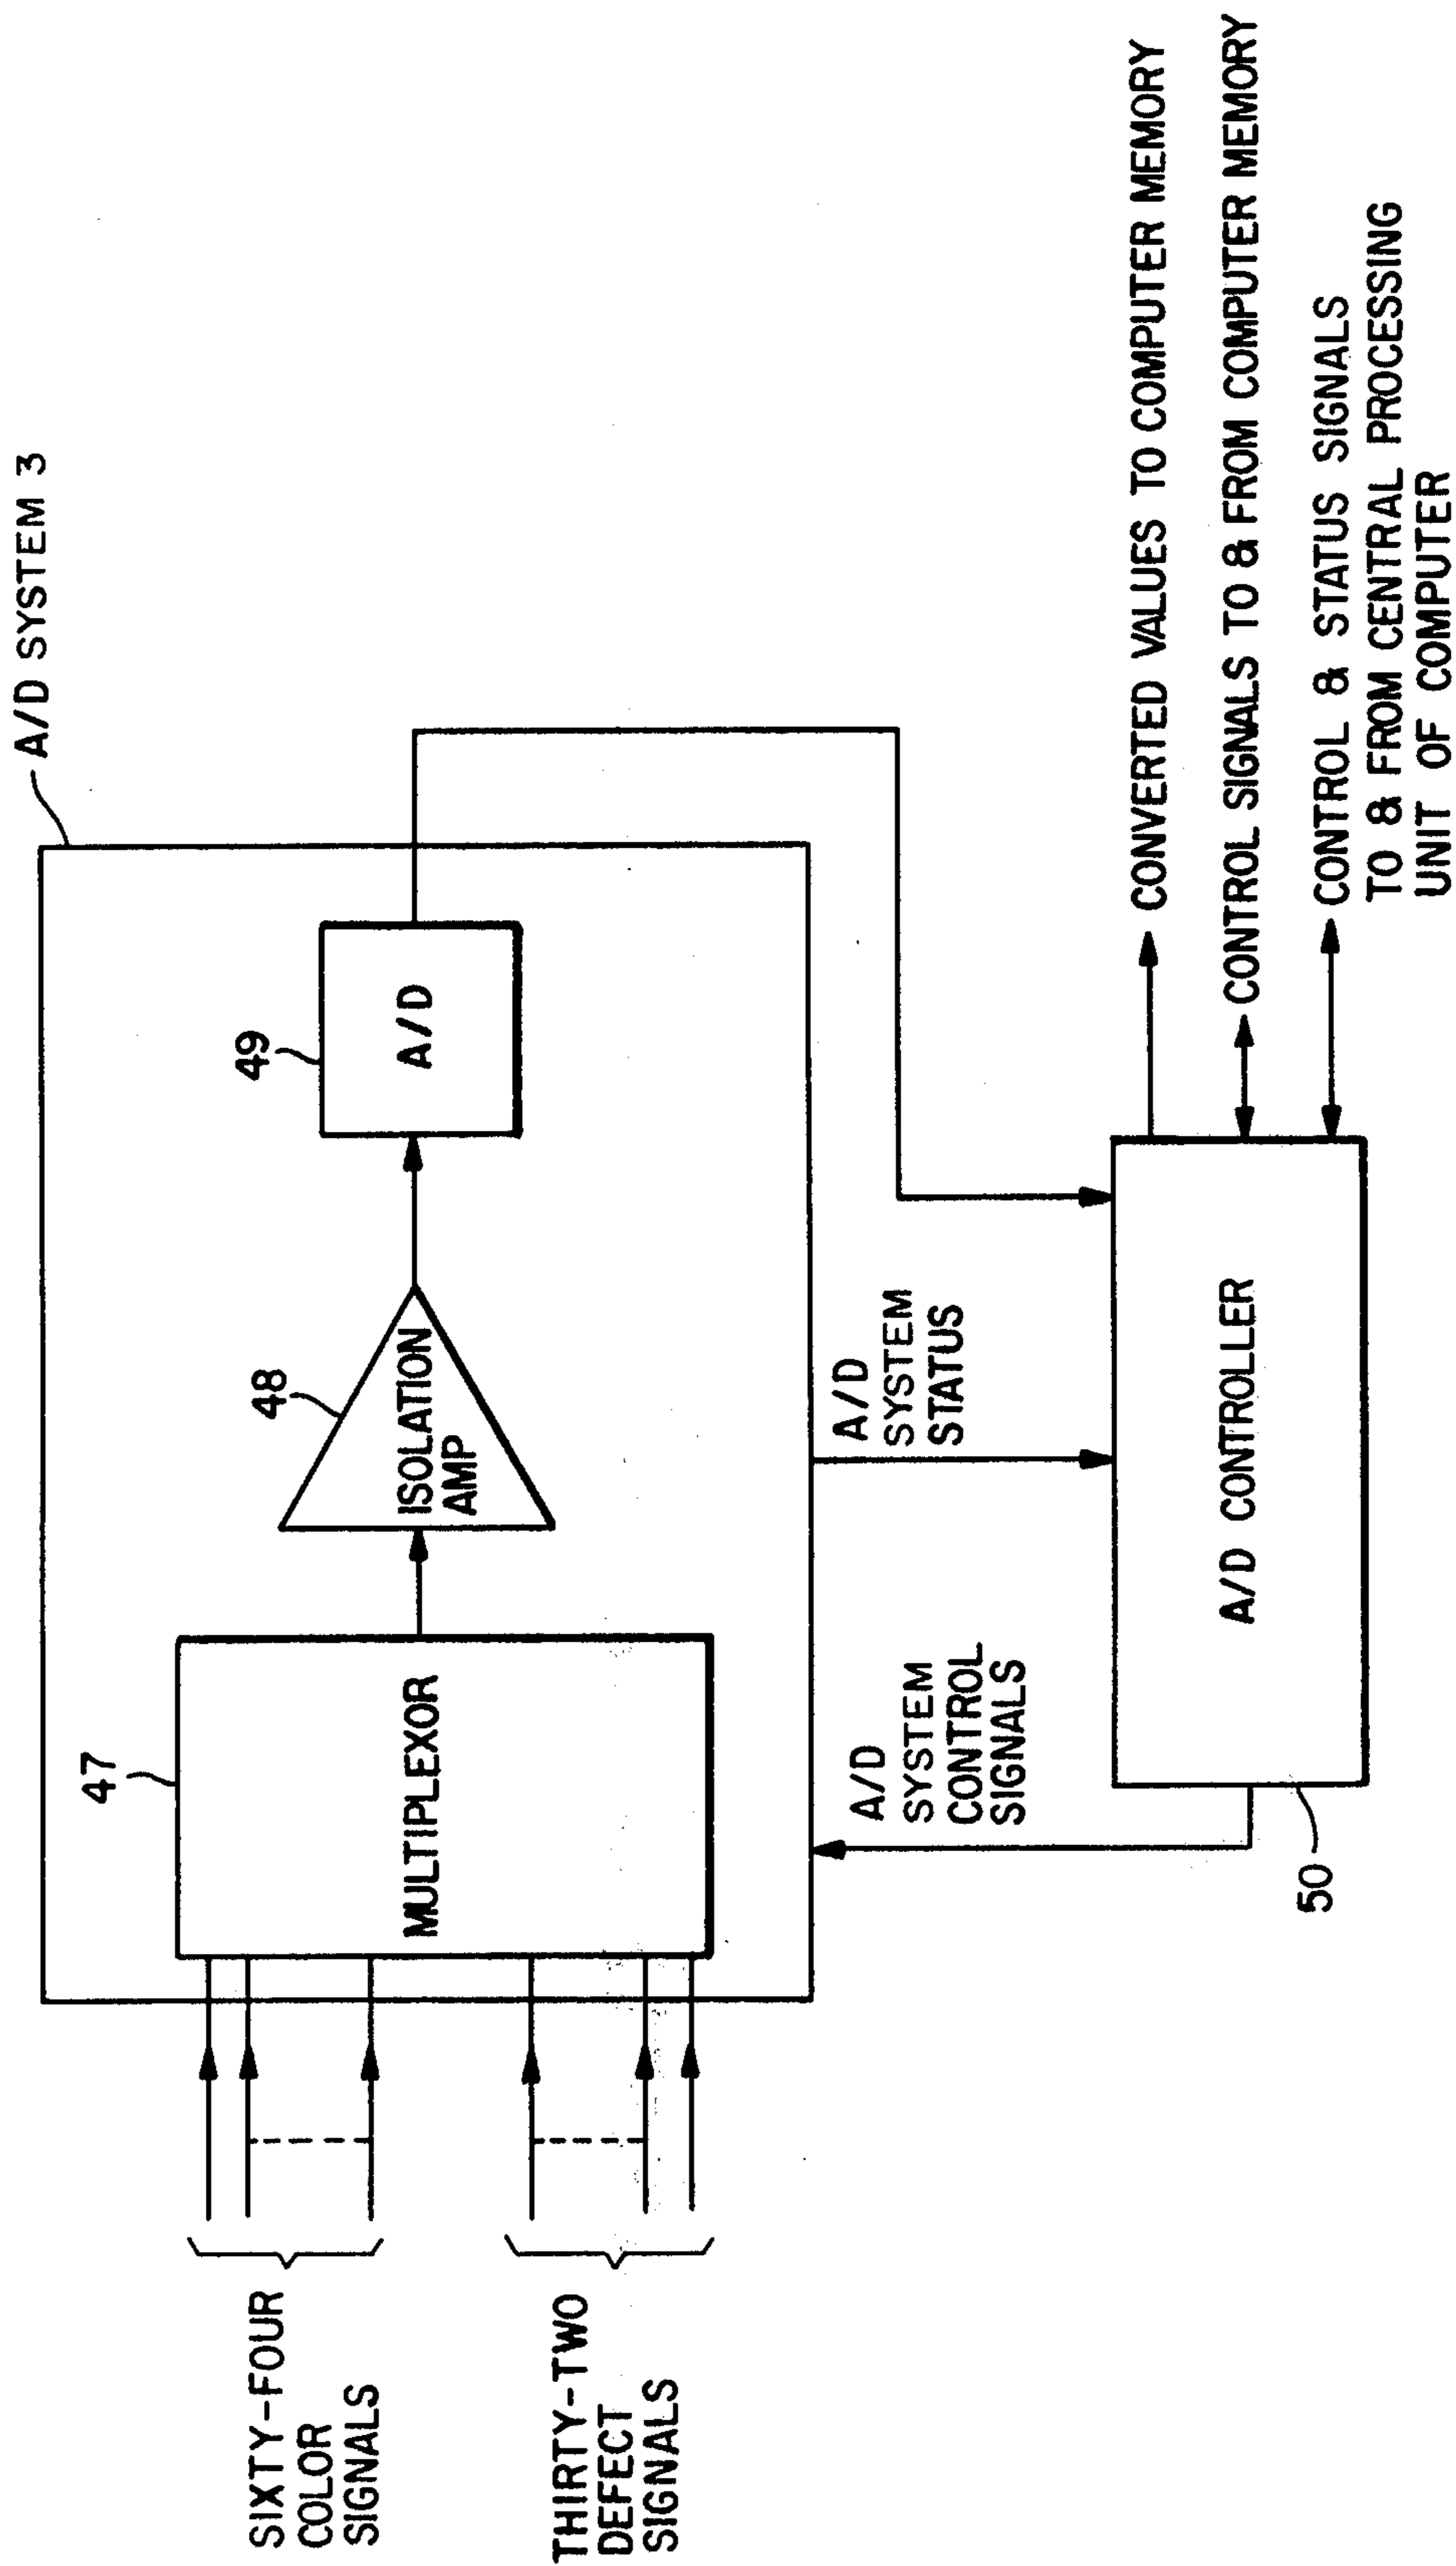 A/D SYSTEM 3
47
48
49
SIXTY-FOUR
COLOR
SIGNALS
THIRTY-TWO
DEFECT
SIGNALS
MULTIPLEXOR
ISOLATION
AMP
A/D
A/D
SYSTEM
CONTROL
SIGNALS
A/D
SYSTEM
STATUS
A/D CONTROLLER
50
CONVERTED VALUES TO COMPUTER MEMORY
CONTROL SIGNALS TO & FROM COMPUTER MEMORY
CONTROL & STATUS SIGNALS
TO & FROM CENTRAL PROCESSING
UNIT OF COMPUTER